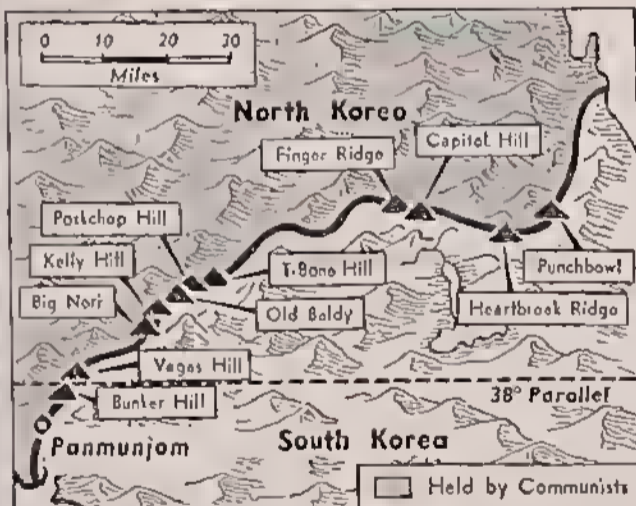 0 10 20 30
Miles
North Korea
Finger Ridge
Capitol Hill
Porkchop Hill
Kelly Hill
Big Nori
T-Bone Hill
Old Baldy
Punchbowl
Heartbreak Ridge
Vegas Hill
Bunker Hill
38° Parallel
Panmunjom
South Korea
Held by Communists